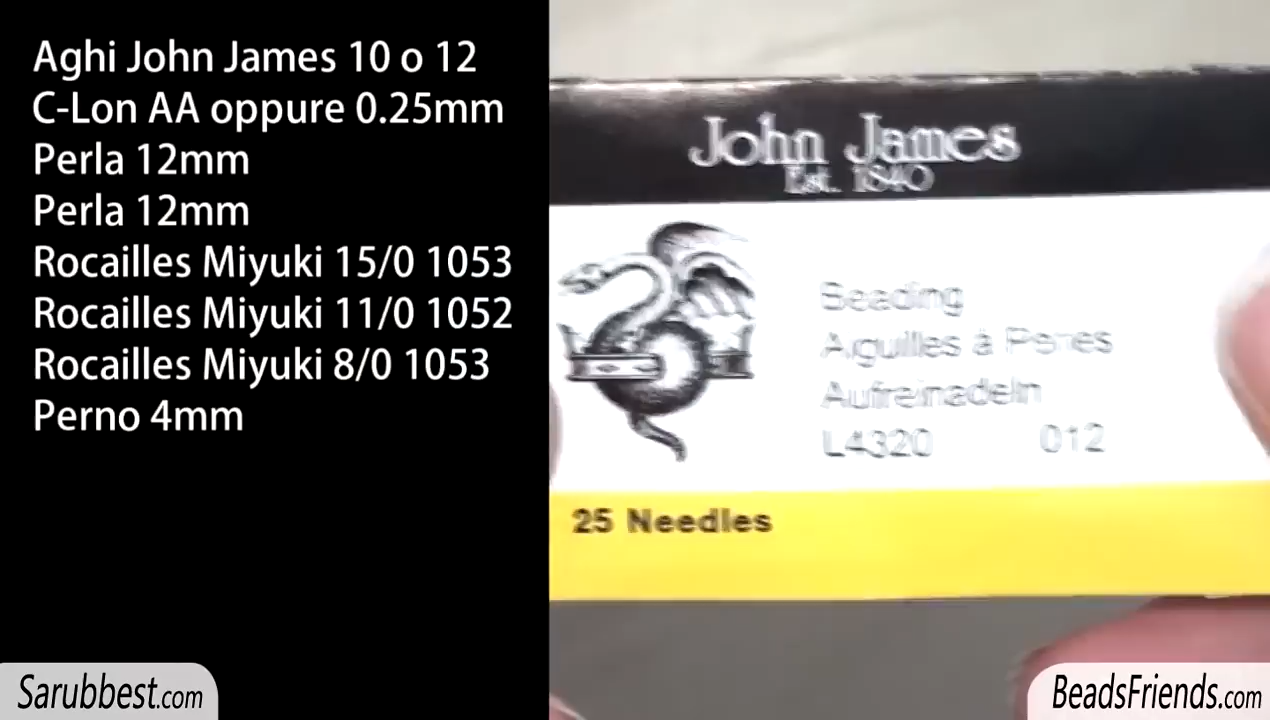 Aghi John James 10 o 12
C-Lon AA oppure 0.25mm
Perla 12mm
Perla 12mm
Rocailles Miyuki 15/0 1053
Rocailles Miyuki 11/0 1052
Rocailles Miyuki 8/0 1053
Perno 4mm
John James
Est. 1840
Beading
Aiguilles à Perles
Aufreihnadeln
L4320 012
25 Needles
Sarubbest.com
BeadsFriends.com